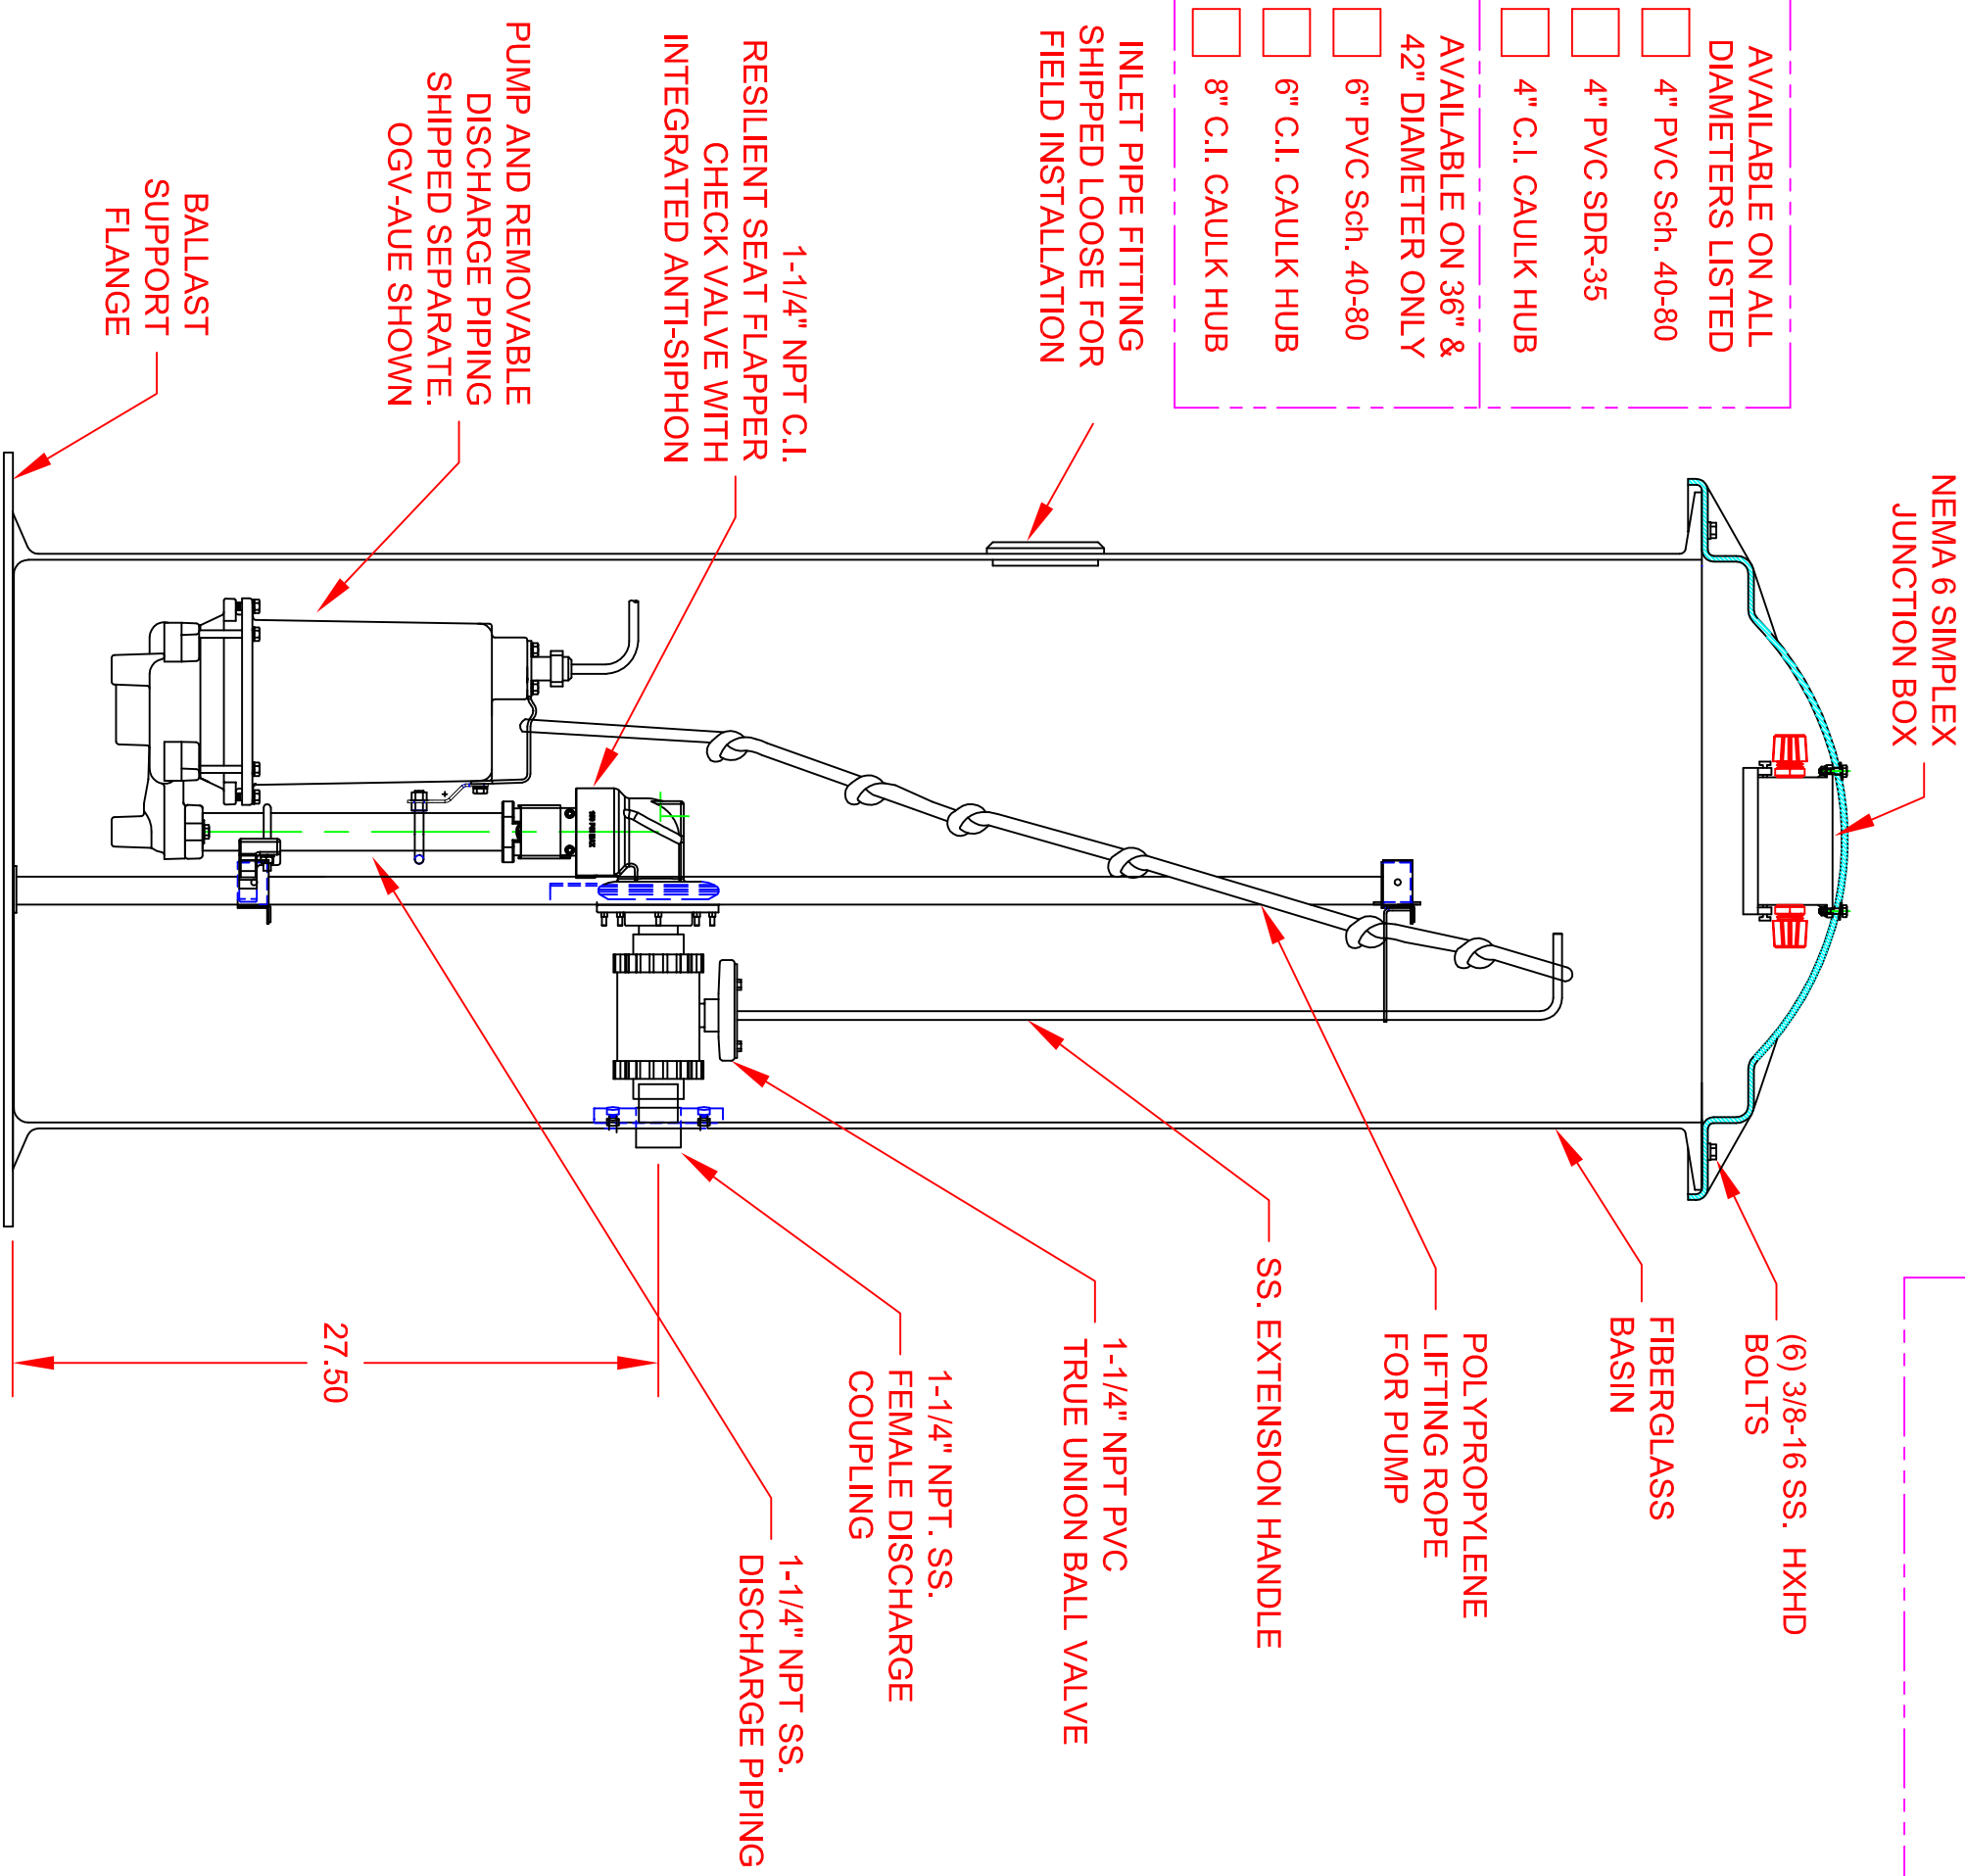 AVAILABLE ON ALL
DIAMETERS LISTED
4" PVC Sch. 40-80
4" PVC SDR-35
4" C.I. CAULK HUB
AVAILABLE ON 36" &
42" DIAMETER ONLY
6" PVC Sch. 40-80
6" C.I. CAULK HUB
8" C.I. CAULK HUB
INLET PIPE FITTING
SHIPPED LOOSE FOR
FIELD INSTALLATION
1-1/4" NPT C.I.
RESILIENT SEAT FLAPPER
CHECK VALVE WITH
INTEGRATED ANTI-SIPHON
PUMP AND REMOVABLE
DISCHARGE PIPING
SHIPPED SEPARATE.
OGV-AUE SHOWN
BALLAST
SUPPORT
FLANGE
NEMA 6 SIMPLEX
JUNCTION BOX
(6) 3/8-16 SS. HXHD
BOLTS
FIBERGLASS
BASIN
POLYPROPYLENE
LIFTING ROPE
FOR PUMP
SS. EXTENSION HANDLE
1-1/4" NPT PVC
TRUE UNION BALL VALVE
1-1/4" NPT. SS.
FEMALE DISCHARGE
COUPLING
1-1/4" NPT SS.
DISCHARGE PIPING
27.50